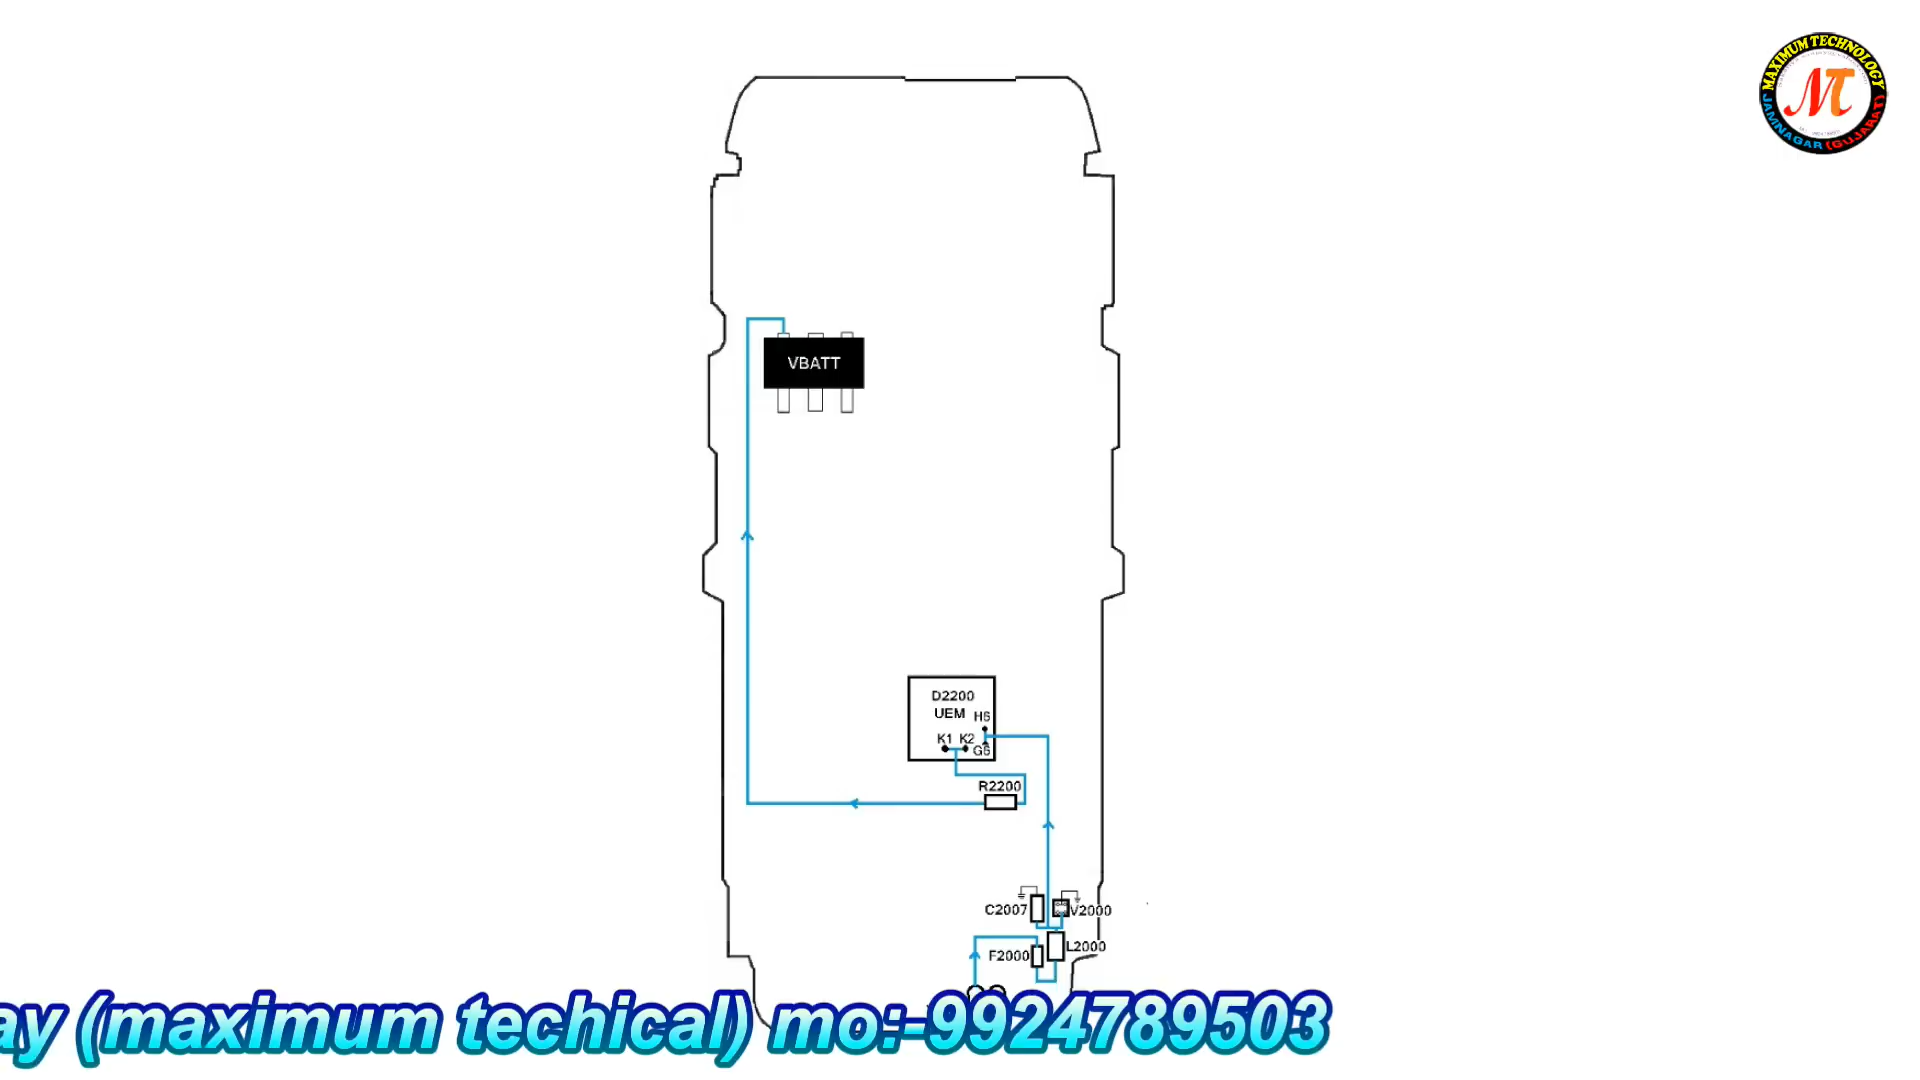 MAXIMUM TECHNOLOGY
MT
JAMNAGAR (GUJARAT)
VBATT
D2200
UEM
H6
K1 K2
G6
R2200
C2007
V2000
L2000
F2000
ay (maximum techical) mo:-9924789503